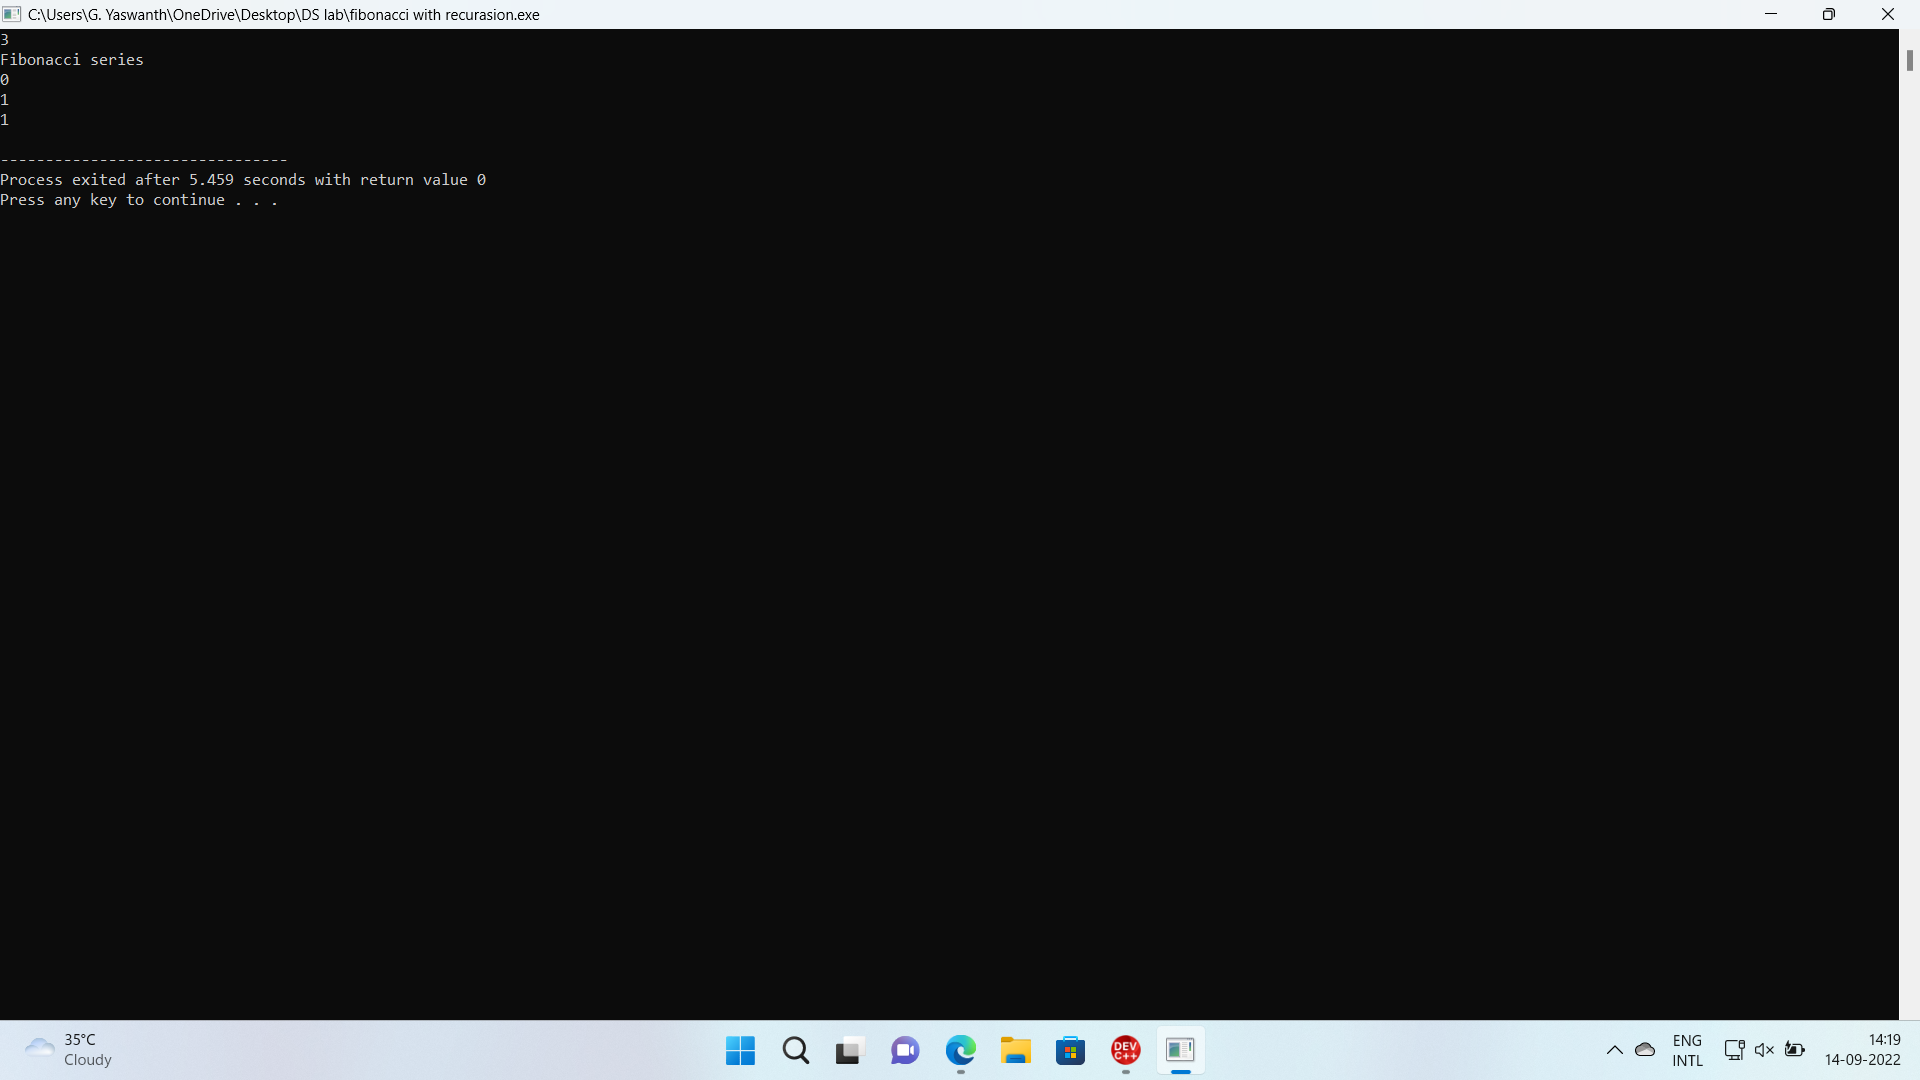 C:\Users\G. Yaswanth\OneDrive\Desktop\DS lab\fibonacci with recurasion.exe
3
Fibonacci series
0
1
1
--------------------------------
Process exited after 5.459 seconds with return value 0
Press any key to continue . . .
35°C
Cloudy
DEV
C++
ENG
INTL
14:19
14-09-2022